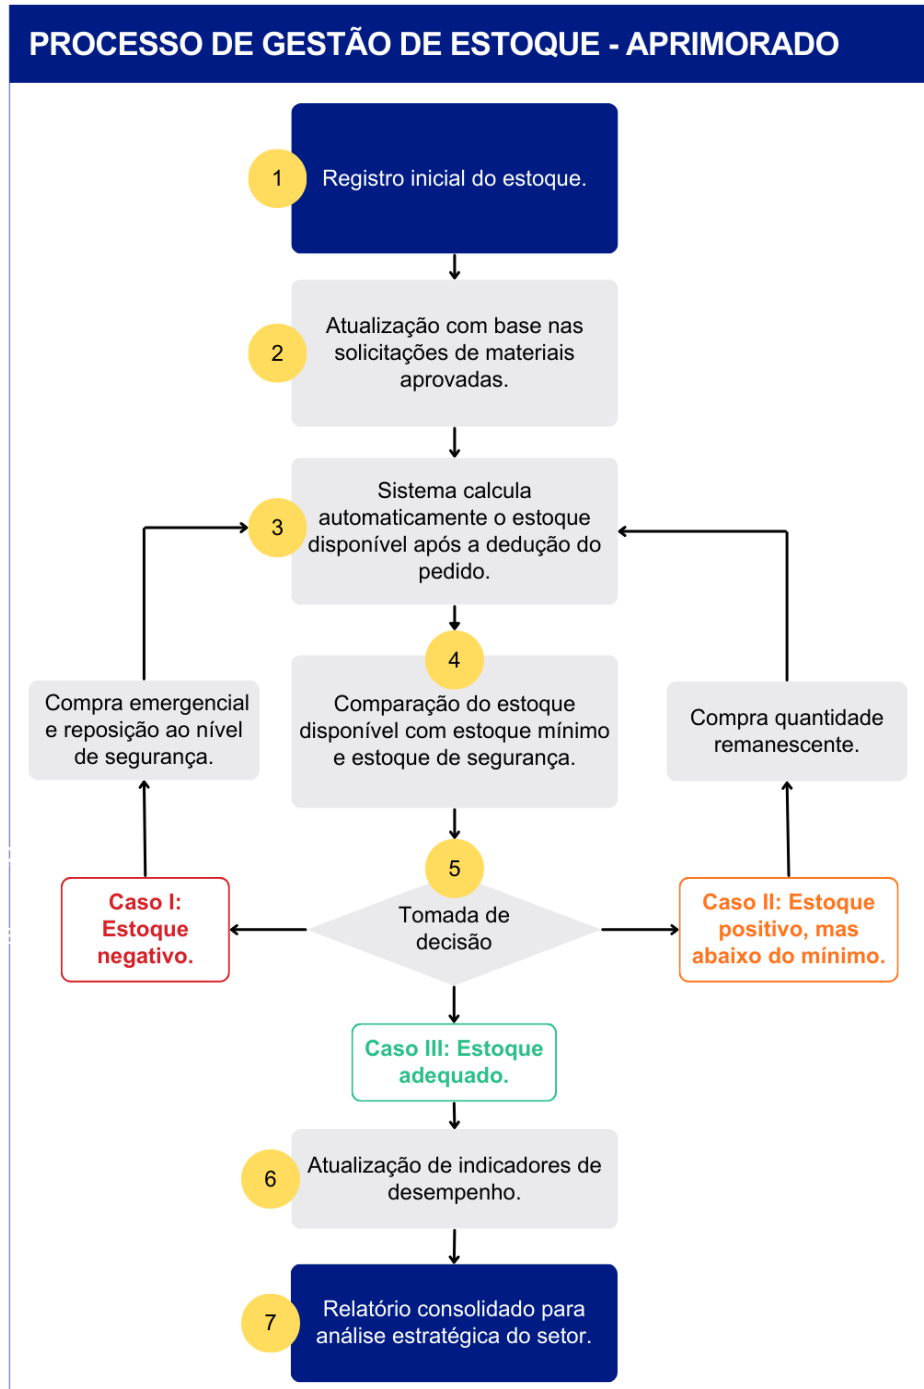 PROCESSO DE GESTÃO DE ESTOQUE - APRIMORADO
1
Registro inicial do estoque.
2
Atualização com base nas
solicitações de materiais
aprovadas.
3
Sistema calcula
automaticamente o estoque
disponível após a dedução do
pedido.
4
Comparação do estoque
disponível com estoque mínimo
e estoque de segurança.
Compra emergencial
e reposição ao nível
de segurança.
Compra quantidade
remanescente.
5
Tomada de
decisão
Caso I:
Estoque
negativo.
Caso II: Estoque
positivo, mas
abaixo do mínimo.
Caso III: Estoque
adequado.
6
Atualização de indicadores de
desempenho.
7
Relatório consolidado para
análise estratégica do setor.